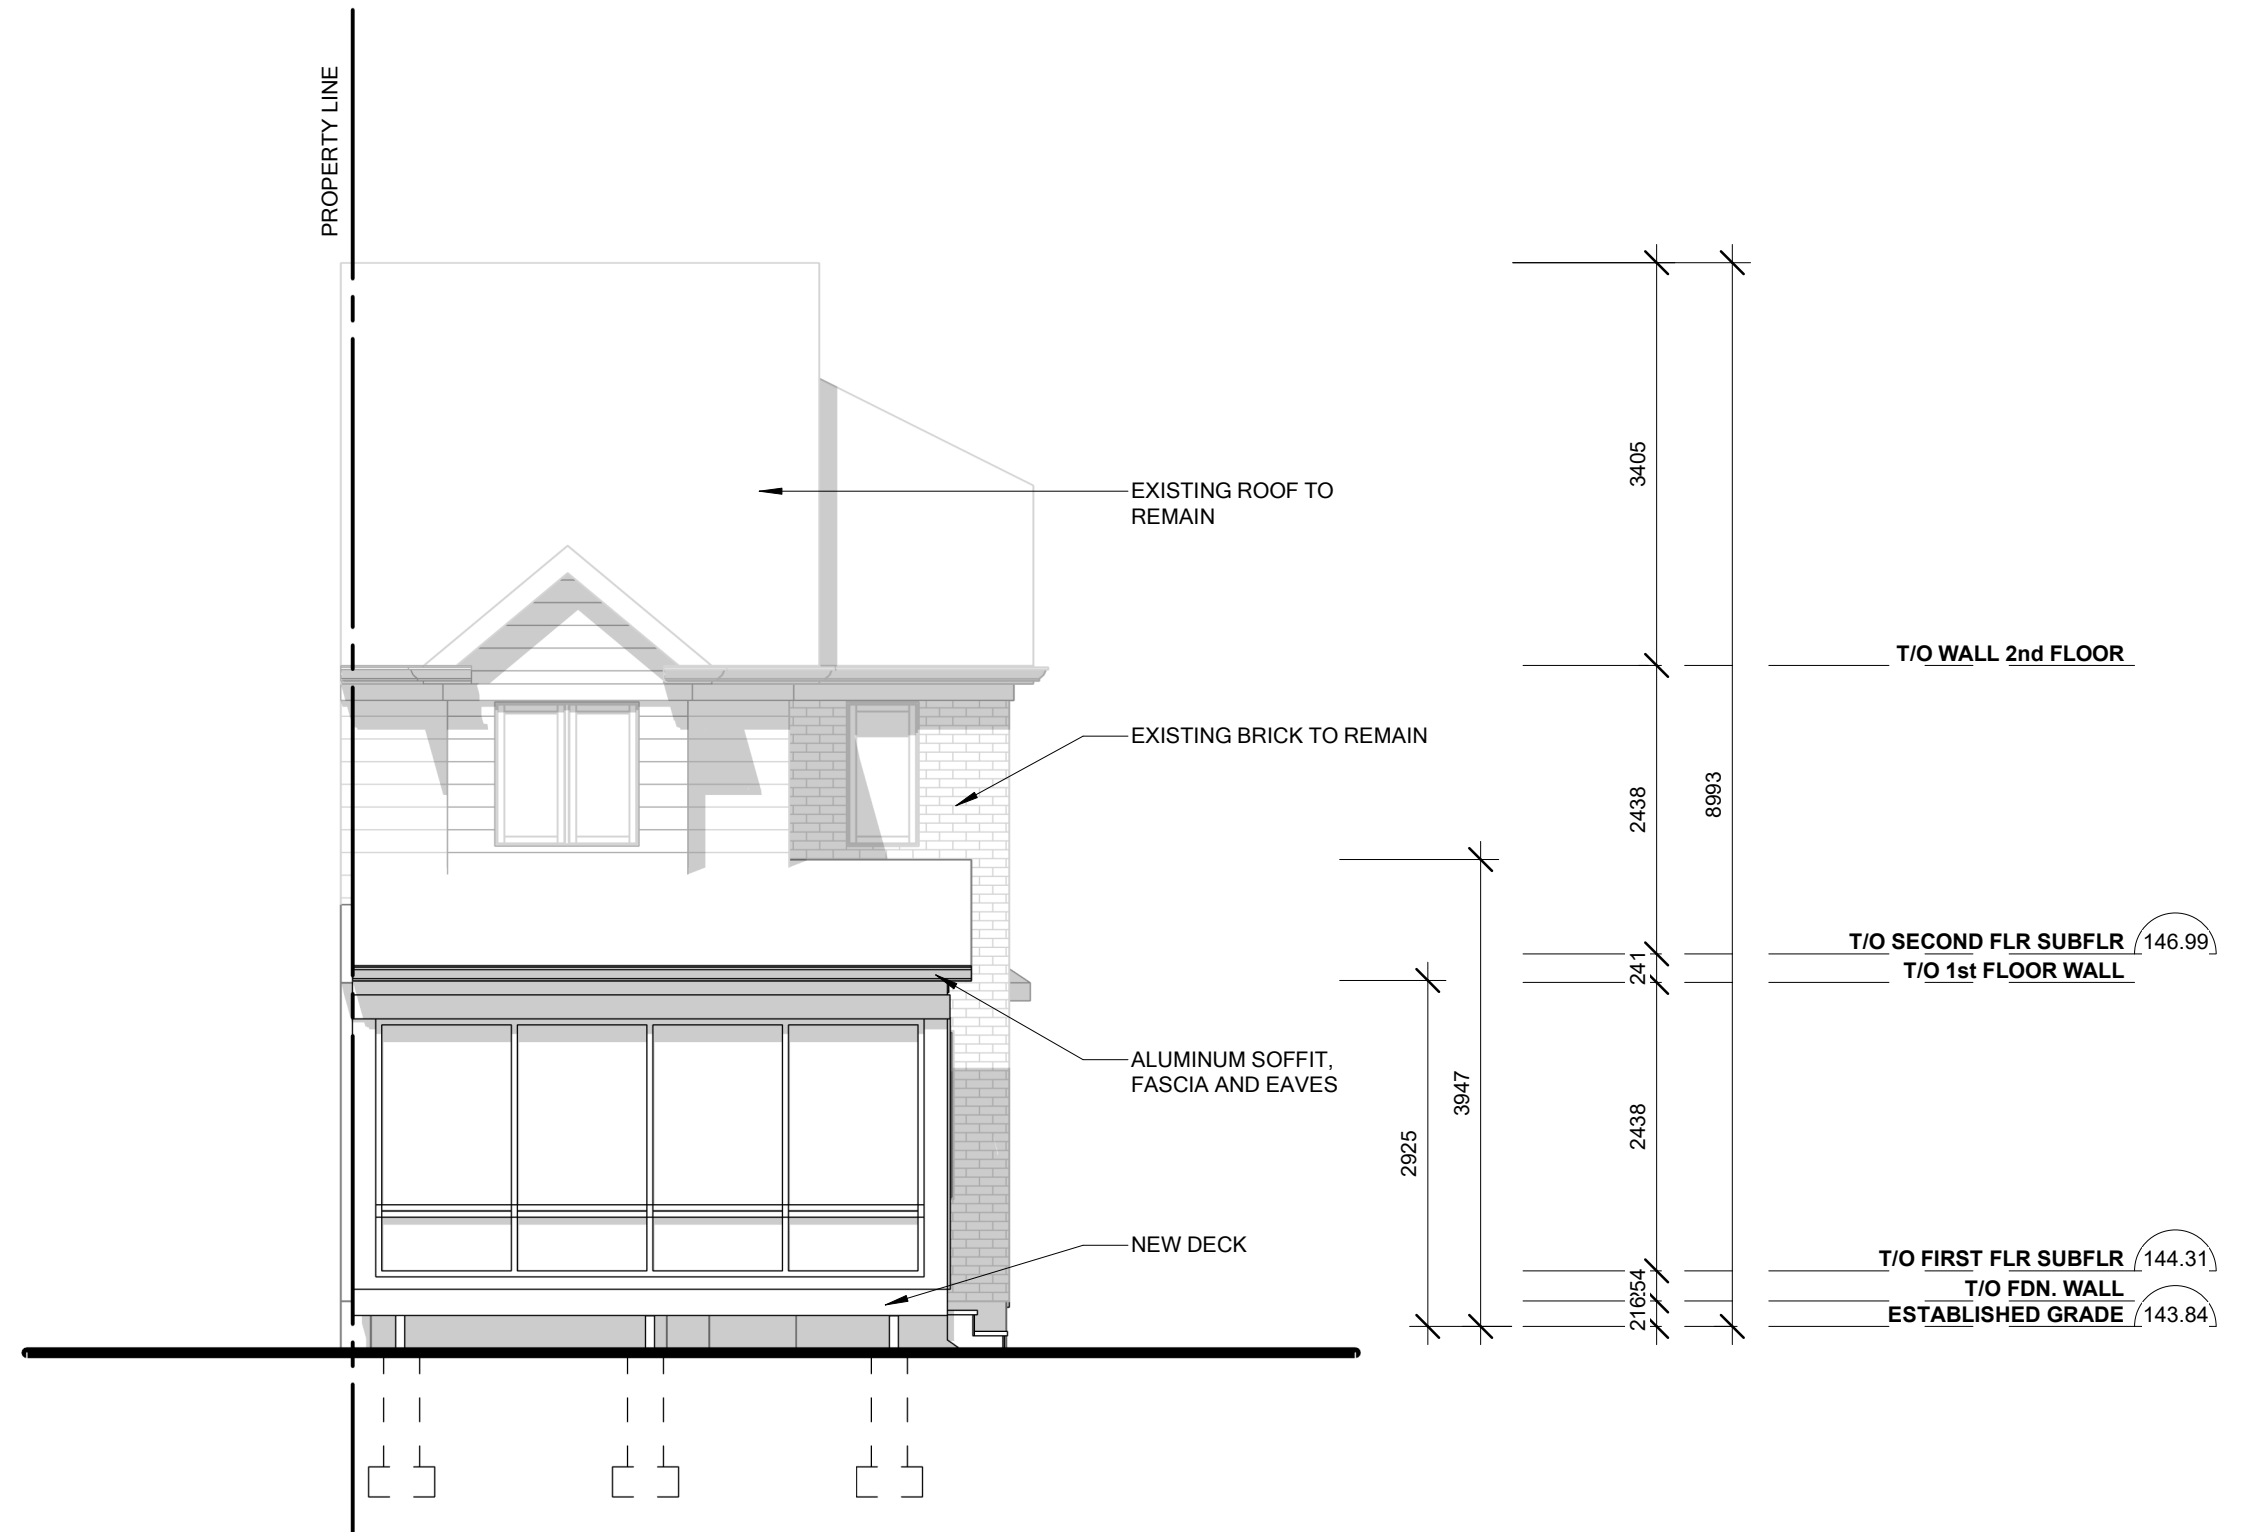 PROPERTY LINE
EXISTING ROOF TO
REMAIN
3405
T/O WALL 2nd FLOOR
EXISTING BRICK TO REMAIN
2438
8993
T/O SECOND FLR SUBFLR 146.99
241
T/O 1st FLOOR WALL
ALUMINUM SOFFIT,
FASCIA AND EAVES
3947
2438
2925
NEW DECK
T/O FIRST FLR SUBFLR 144.31
T/O FDN. WALL
216
ESTABLISHED GRADE 143.84